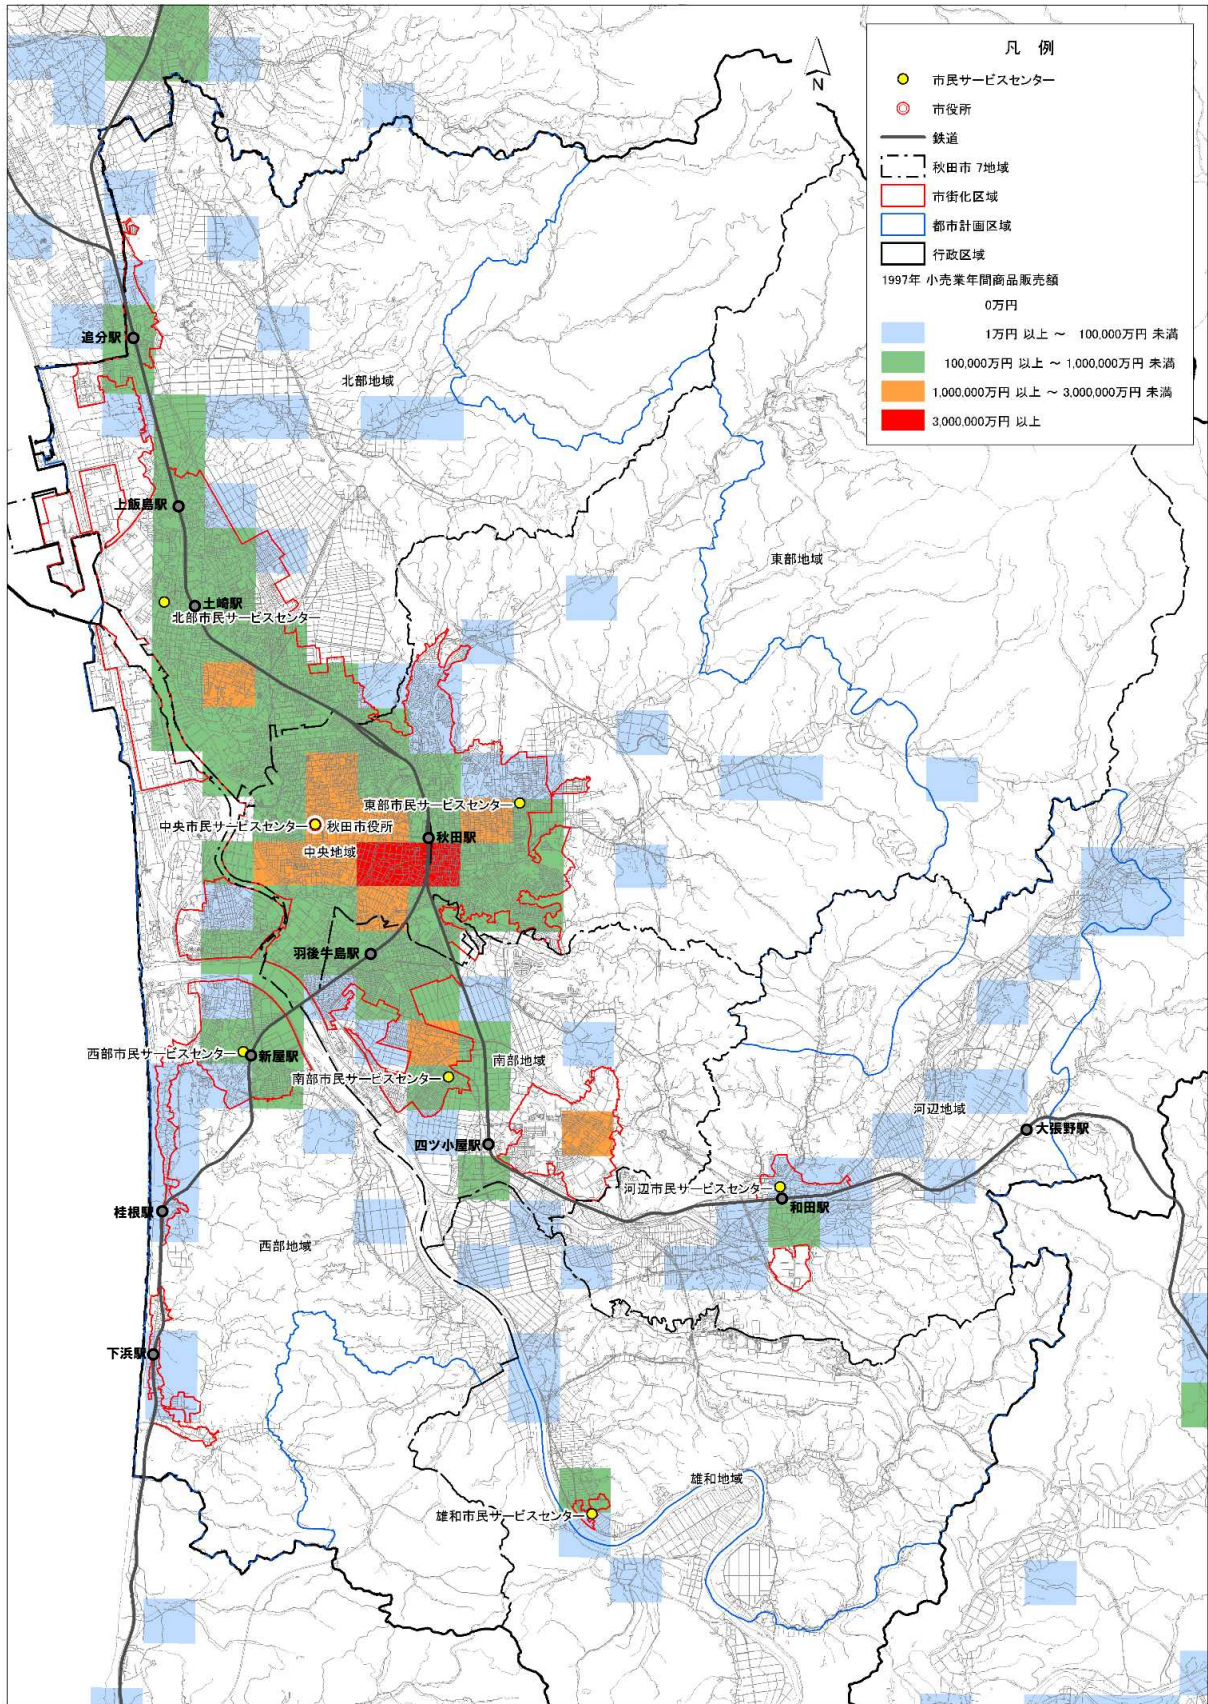 凡 例
市民サービスセンター
市役所
鉄道
秋田市 7地域
市街化区域
都市計画区域
行政区域
1997年 小売業年間商品販売額
0万円
1万円 以上 ～ 100,000万円 未満
100,000万円 以上 ～ 1,000,000万円 未満
1,000,000万円 以上 ～ 3,000,000万円 未満
3,000,000万円 以上
N
追分駅
北部地域
上飯島駅
東部地域
土崎駅
北部市民サービスセンター
東部市民サービスセンター
中央市民サービスセンター
秋田市役所
秋田駅
中央地域
羽後牛島駅
西部市民サービスセンター
新屋駅
南部地域
南部市民サービスセンター
河辺地域
大張野駅
四ツ小屋駅
河辺市民サービスセンター
和田駅
桂根駅
西部地域
下浜駅
雄和地域
雄和市民サービスセンター